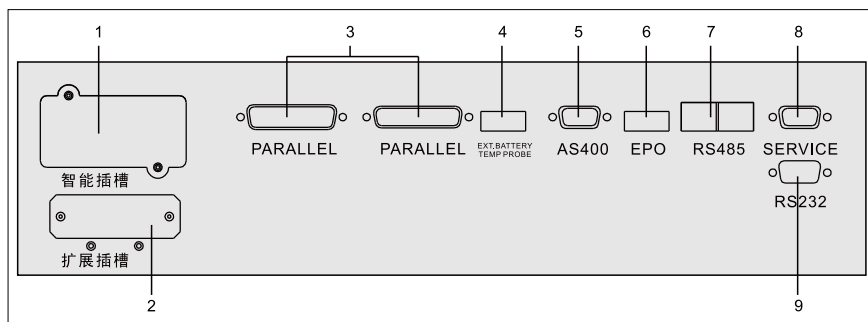 1
3
4
5
6
7
8
PARALLEL
PARALLEL
EXT.BATTERY
TEMP PROBE
AS400
EPO
RS485
SERVICE
智能插槽
RS232
扩展插槽
2
9